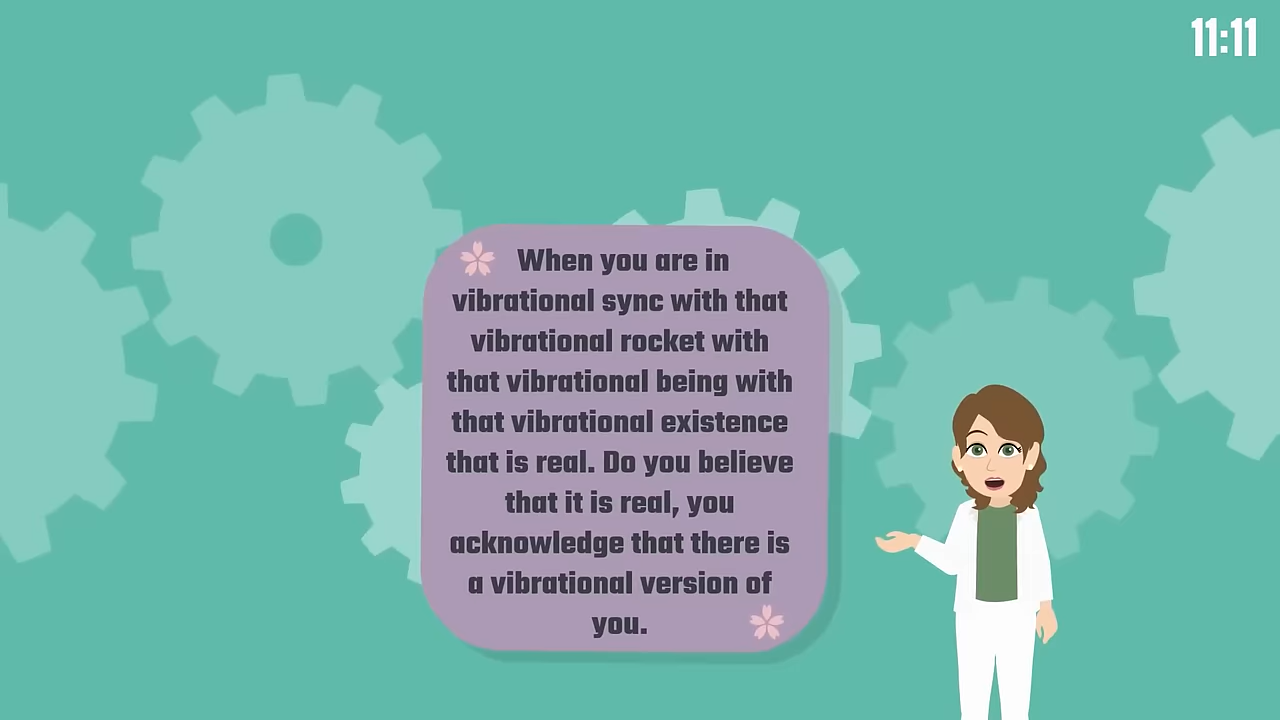 11:11
When you are in
vibrational sync with that
vibrational rocket with
that vibrational being with
that vibrational existence
that is real. Do you believe
that it is real, you
acknowledge that there is
a vibrational version of
you.